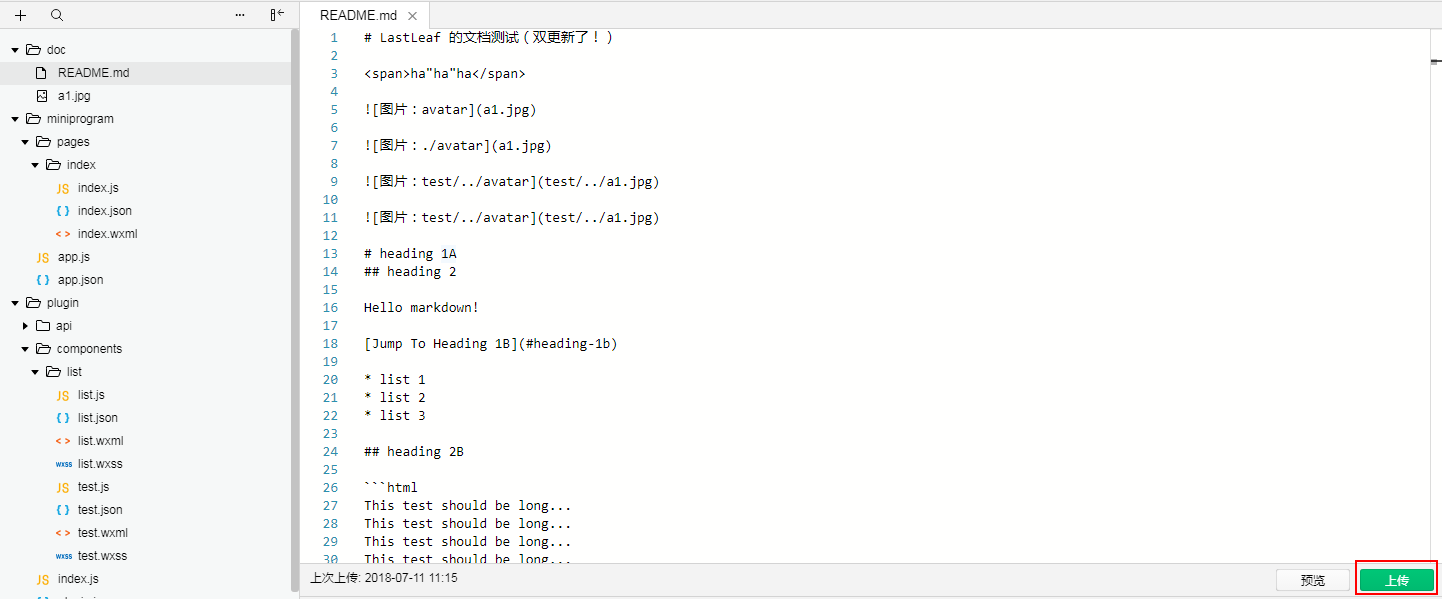 README.md
doc
README.md
a1.jpg
miniprogram
pages
index
JS index.js
{ } index.json
< > index.wxml
JS app.js
{ } app.json
plugin
api
components
list
JS list.js
{ } list.json
< > list.wxml
wxss list.wxss
JS test.js
{ } test.json
< > test.wxml
wxss test.wxss
JS index.js
1 # LastLeaf 的文档测试（双更新了！）
2
3 <span>ha"ha"ha</span>
4
5 ![图片：avatar](a1.jpg)
6
7 ![图片：./avatar](a1.jpg)
8
9 ![图片：test/../avatar](test/../a1.jpg)
10
11 ![图片：test/../avatar](test/../a1.jpg)
12
13 # heading 1A
14 ## heading 2
15
16 Hello markdown!
17
18 [Jump To Heading 1B](#heading-1b)
19
20 * list 1
21 * list 2
22 * list 3
23
24 ## heading 2B
25
26 ```html
27 This test should be long...
28 This test should be long...
29 This test should be long...
30 This test should be long...
上次上传: 2018-07-11 11:15
预览
上传